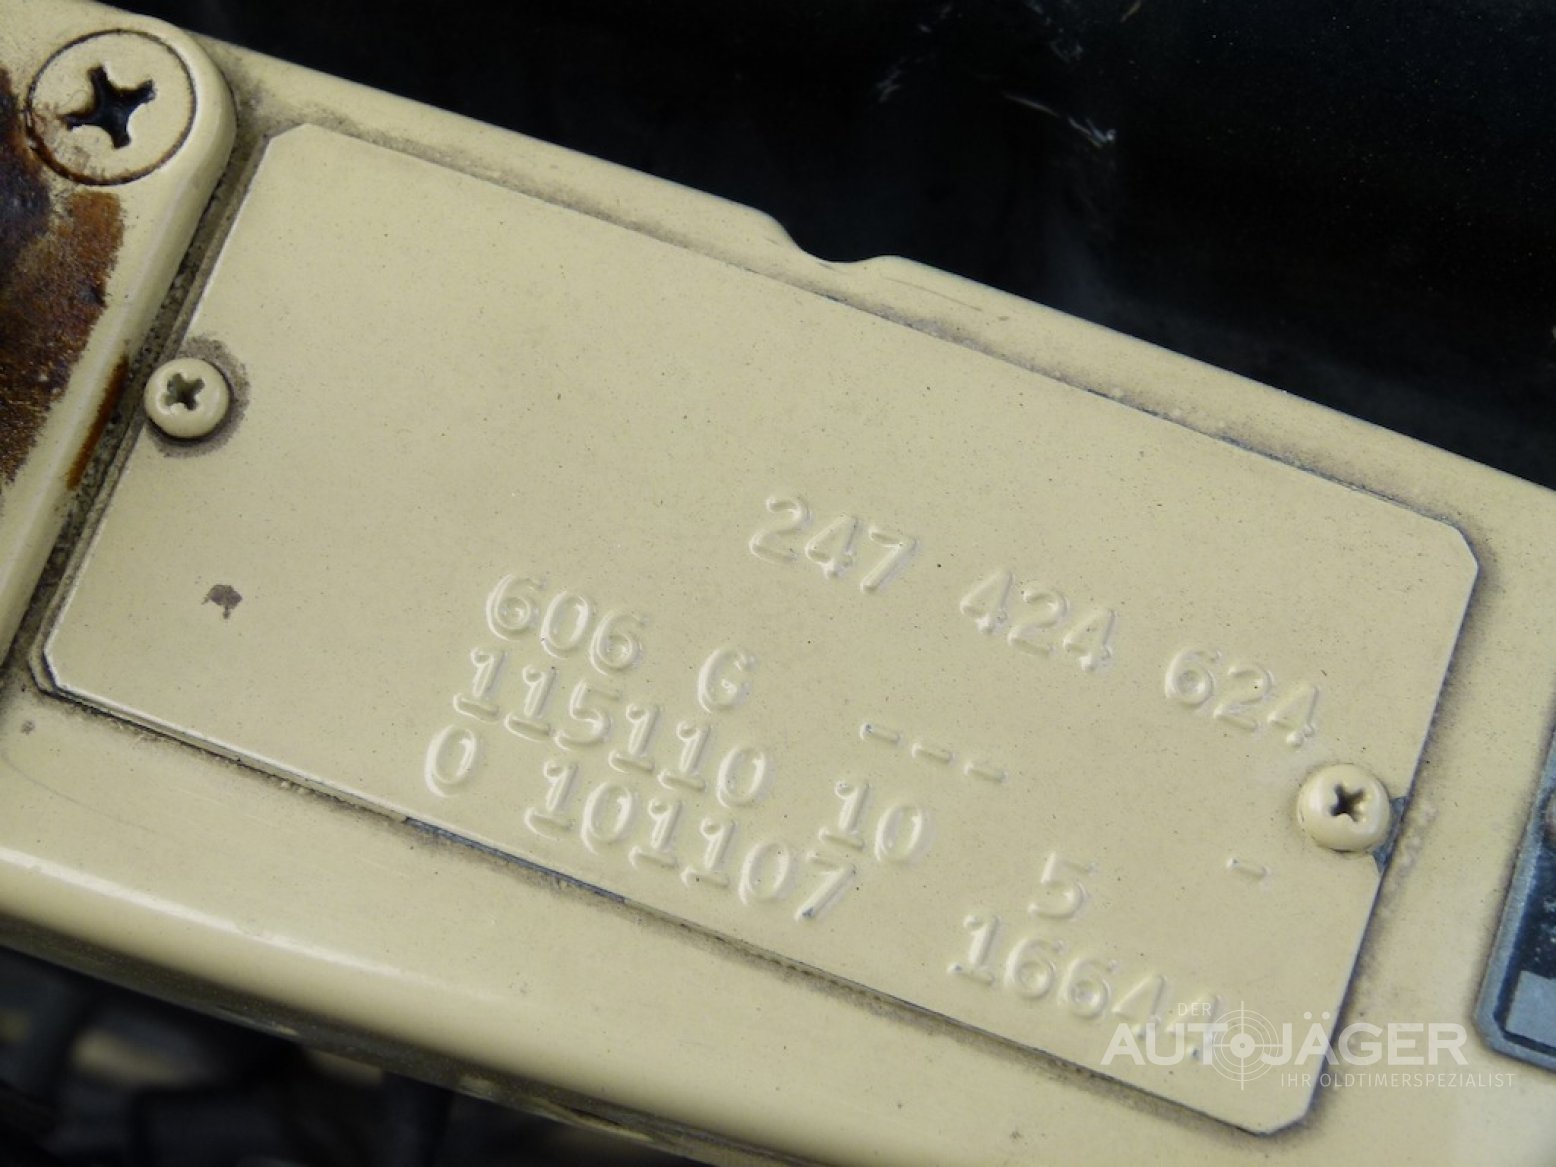 247 424 624
606 G ---
115110 10 5 -
0 101107 16644
DER
AUTOJÄGER
IHR OLDTIMERSPEZIALIST